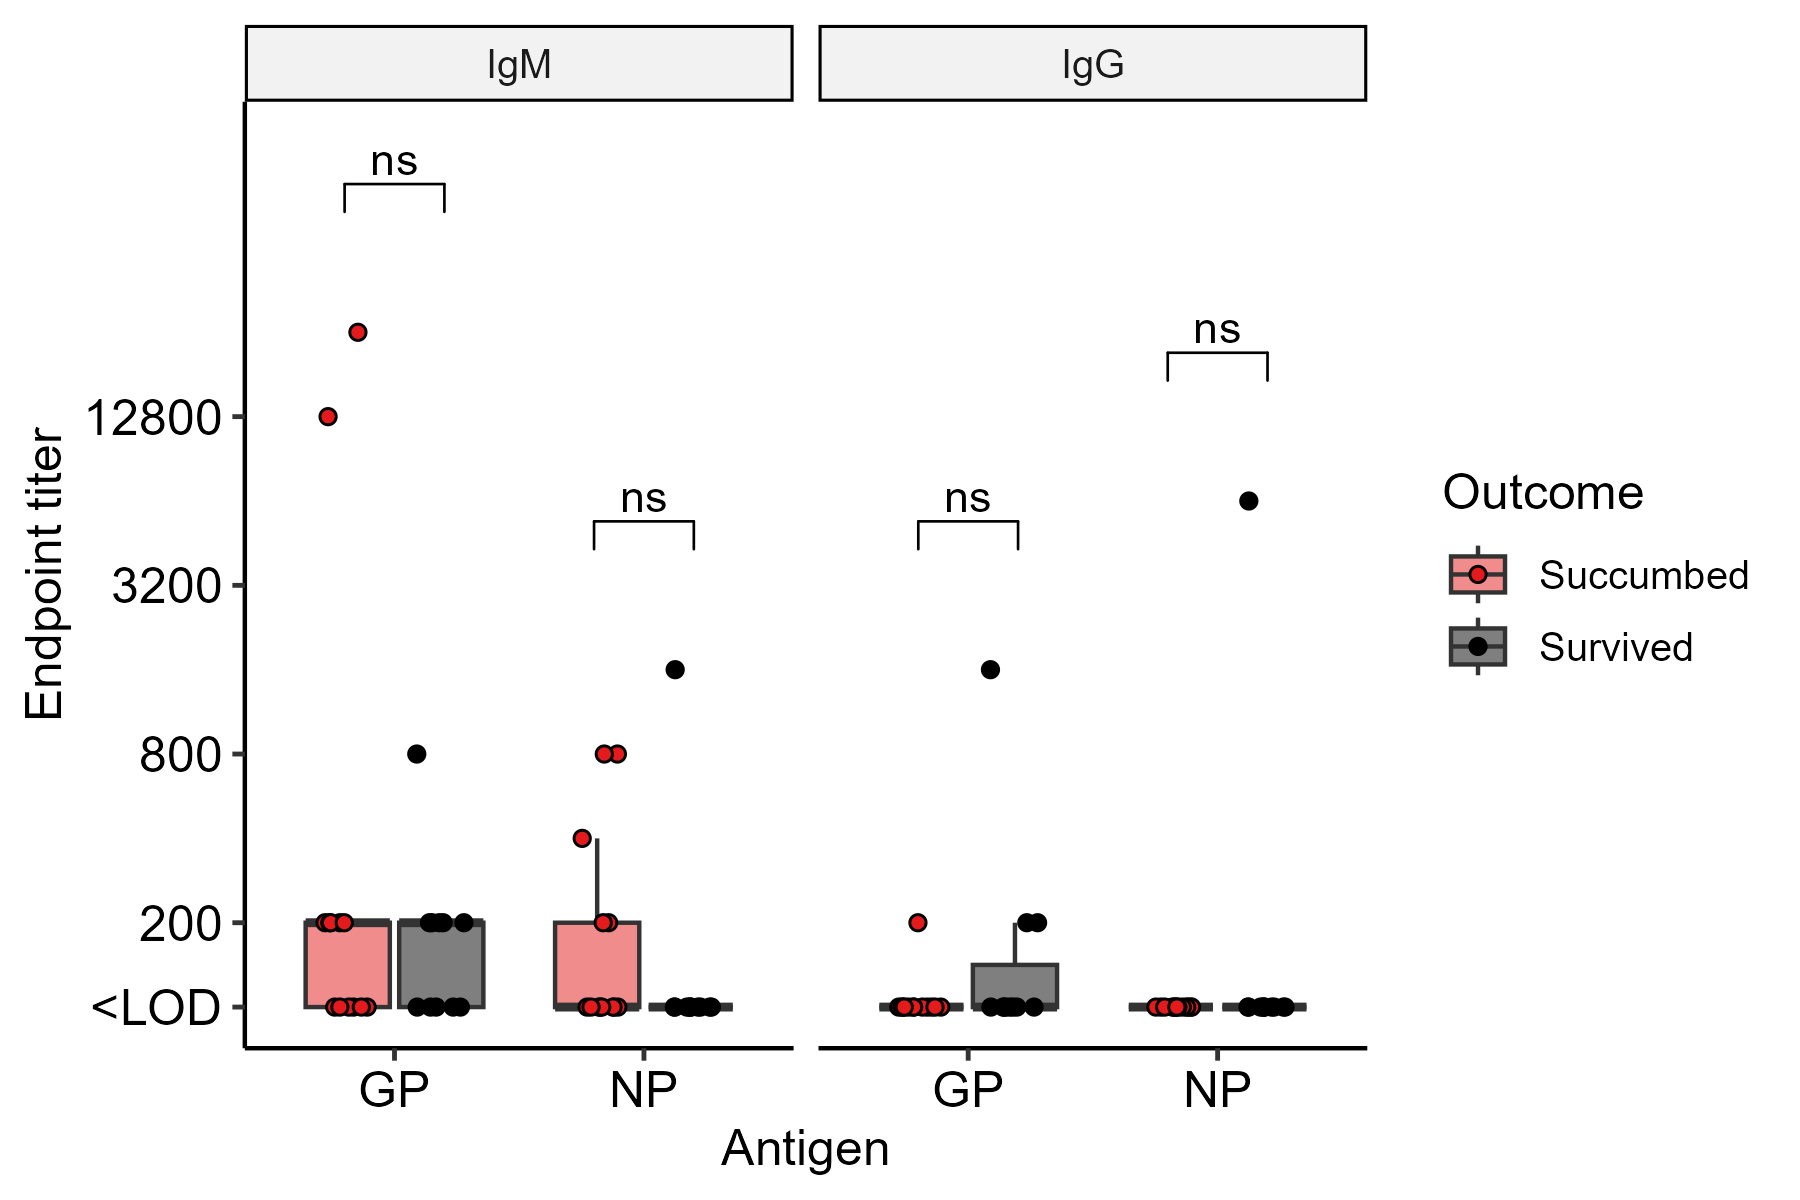 IgM
IgG
ns
ns
ns
ns
12800
3200
800
200
<LOD
Endpoint titer
GP
NP
GP
NP
Antigen
Outcome
Succumbed
Survived